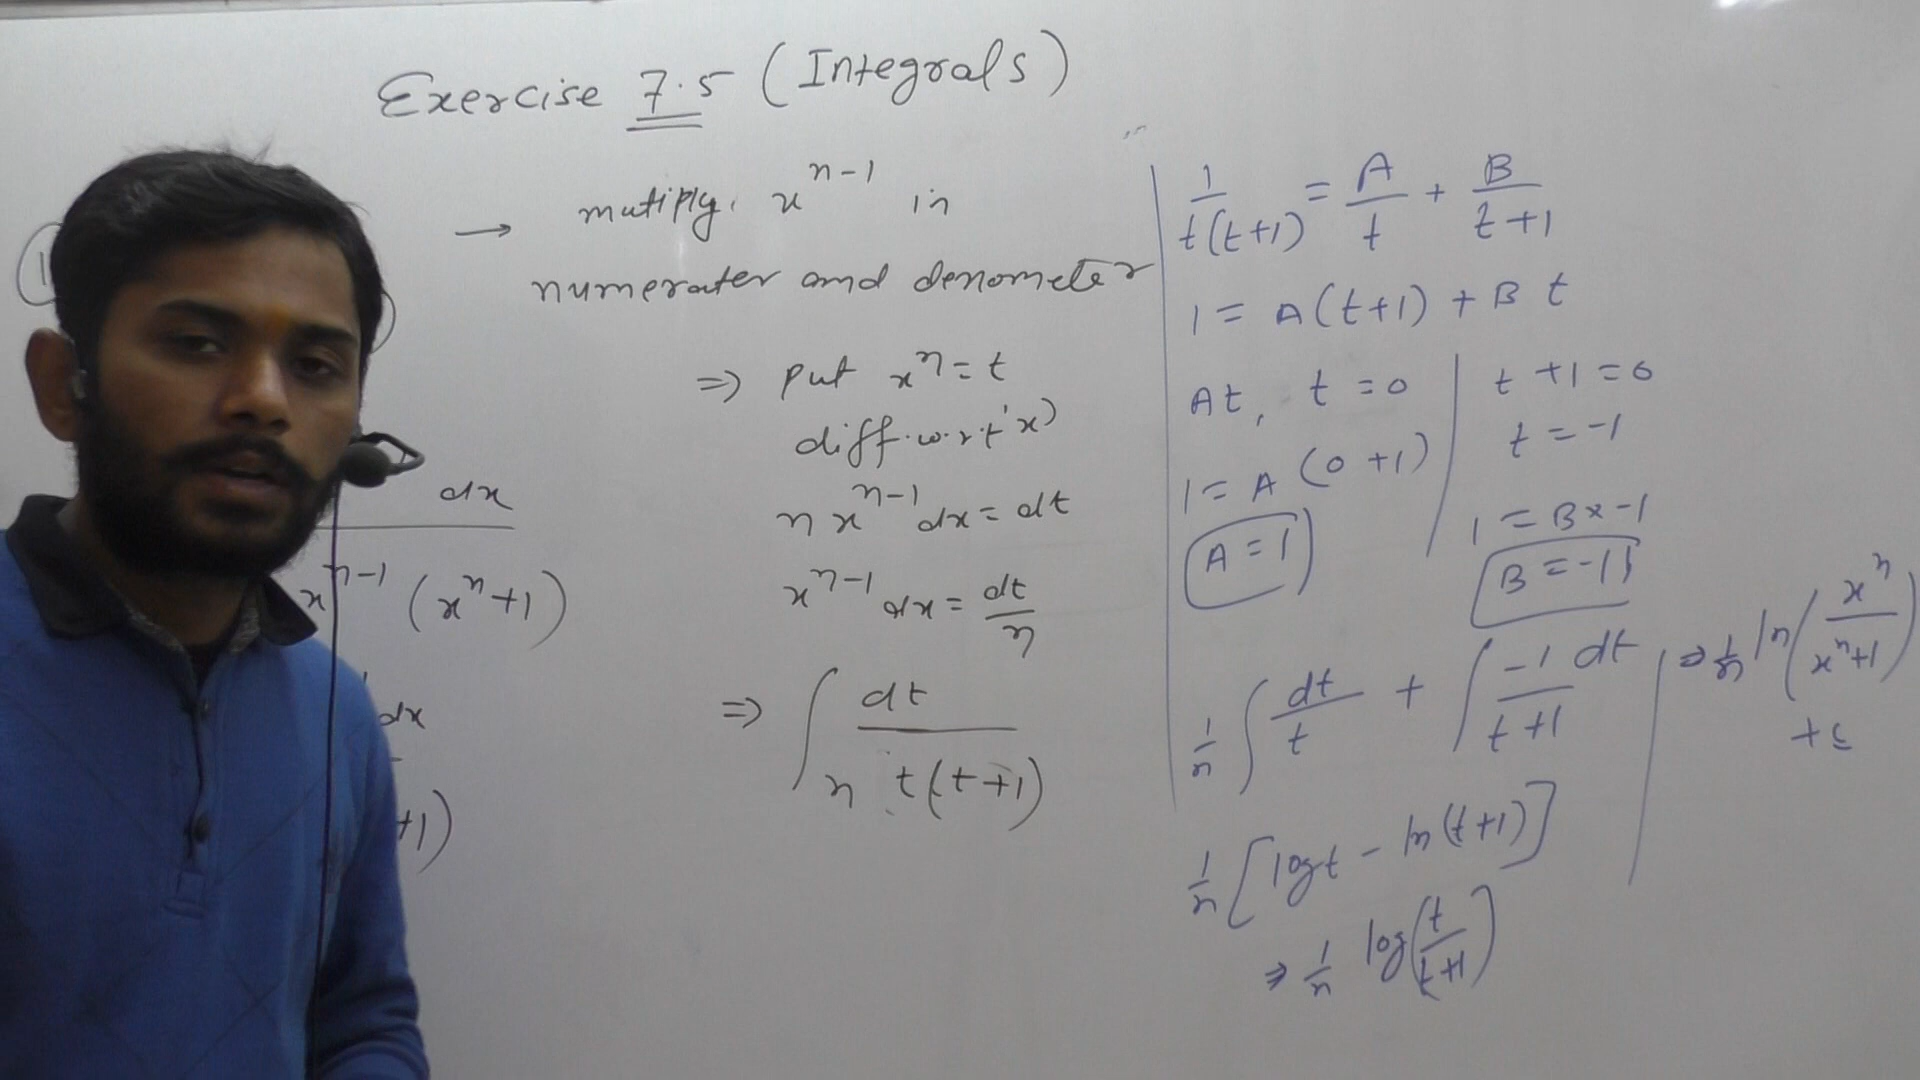 Exercise 7.5 (Integrals)
→ mutiply. x^{n-1} in
numerater and denometer
⇒ put x^n = t
diff. w.r.t 'x)
n x^{n-1} dx = dt
x^{n-1} dx = dt/n
⇒ ∫ dt / n t(t+1)
dx
x^{n-1} (x^n+1)
dx
+1)
1/t(t+1) = A/t + B/t+1
1 = A(t+1) + B t
At, t = 0
1 = A (0 +1)
A = 1
t +1 = 0
t = -1
1 = B x -1
B = -1
1/n ∫ dt/t + ∫ -1 dt/t+1
1/n [log t - ln (t+1)]
⇒ 1/n log (t/t+1)
⇒ 1/n ln (x^n/x^n+1)
+ c